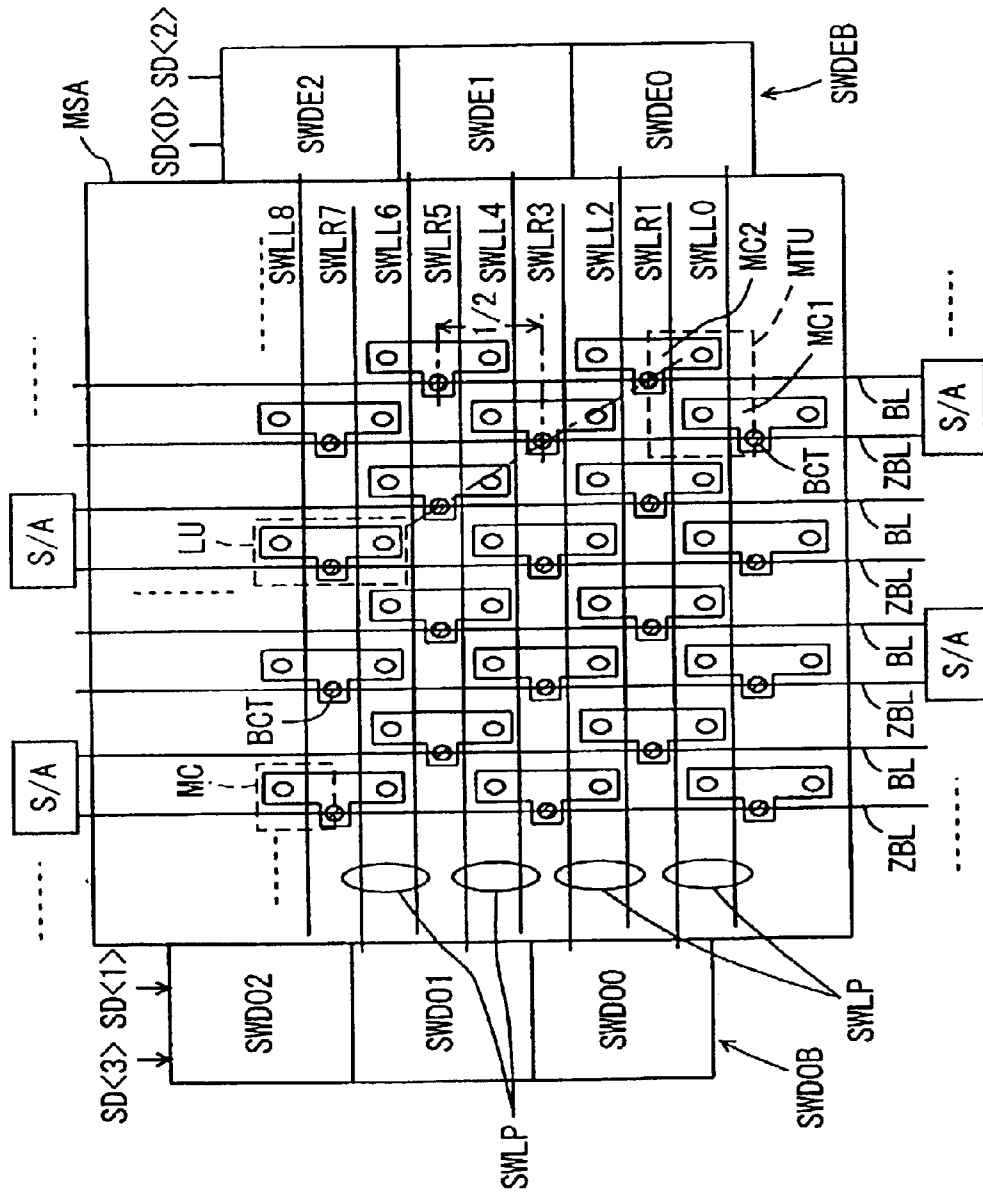 MSA
SD<0> SD<2>
SWDE2
SWDE1
SWDE0
SWDEB
SD<3> SD<1>
SWDO2
SWDO1
SWDO0
SWDOB
S/A
S/A
LU
MC
BCT
SWLL8
SWLR7
SWLL6
SWLR5
SWLL4
SWLR3
SWLL2
SWLR1
SWLL0
1/2
MC2
MTU
MC1
BCT
SWLP
SWLP
ZBL
BL
ZBL
BL
ZBL
BL
ZBL
BL
S/A
S/A